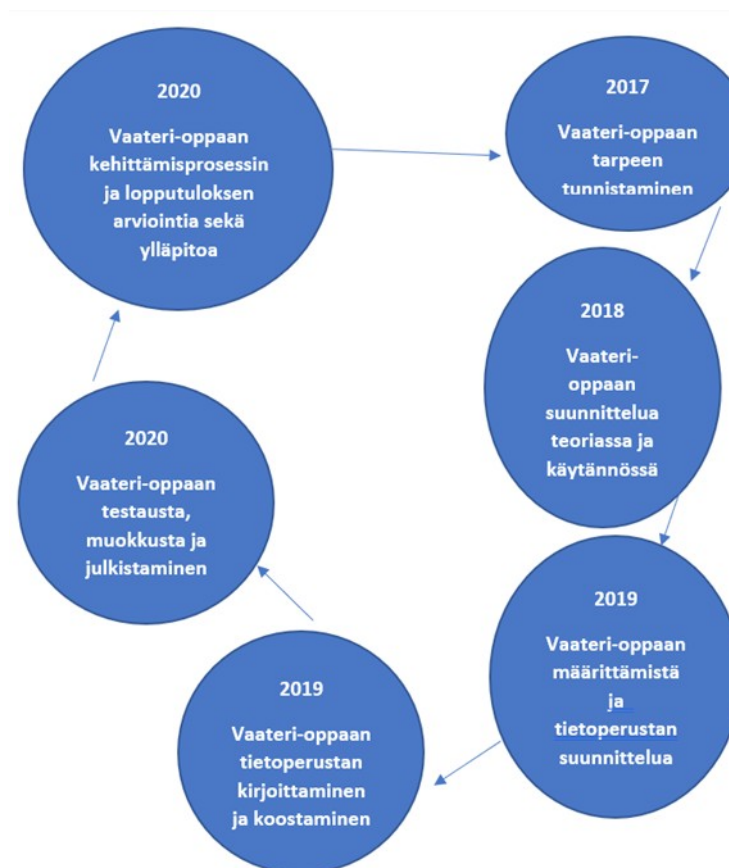 2017
Vaateri-oppaan
tarpeen
tunnistaminen
2018
Vaateri-
oppaan
suunnittelua
teoriassa ja
käytännössä
2019
Vaateri-oppaan
määrittämistä
ja
tietoperustan
suunnittelua
2019
Vaateri-oppaan
tietoperustan
kirjoittaminen
ja koostaminen
2020
Vaateri-oppaan
testausta,
muokkusta ja
julkistaminen
2020
Vaateri-oppaan
kehittämisprosessin
ja lopputuloksen
arviointia sekä
ylläpitoa